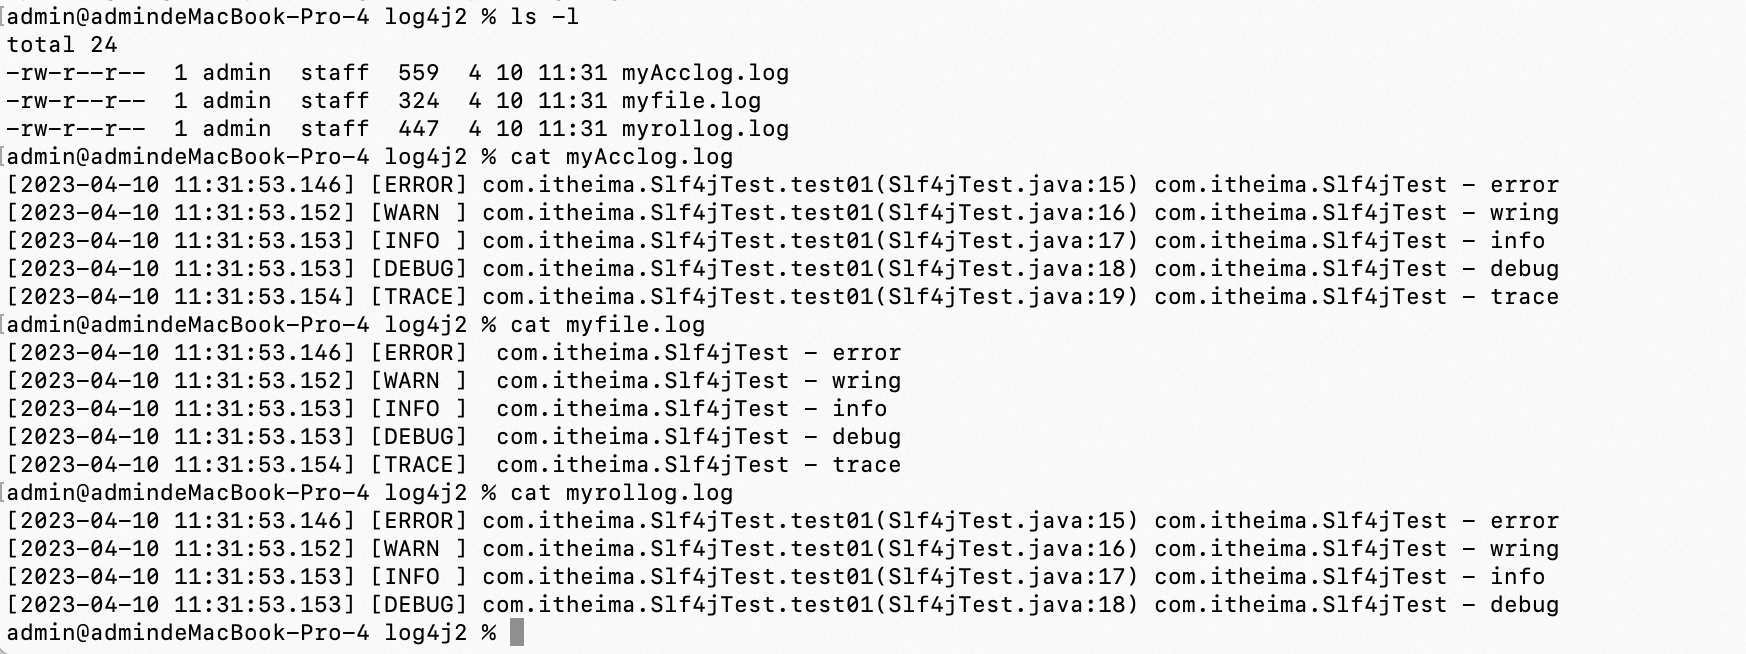 [admin@admindeMacBook-Pro-4 log4j2 % ls -l
total 24
-rw-r--r--  1 admin  staff  559  4 10 11:31 myAcclog.log
-rw-r--r--  1 admin  staff  324  4 10 11:31 myfile.log
-rw-r--r--  1 admin  staff  447  4 10 11:31 myrollog.log
[admin@admindeMacBook-Pro-4 log4j2 % cat myAcclog.log
[2023-04-10 11:31:53.146] [ERROR] com.itheima.Slf4jTest.test01(Slf4jTest.java:15) com.itheima.Slf4jTest - error
[2023-04-10 11:31:53.152] [WARN ] com.itheima.Slf4jTest.test01(Slf4jTest.java:16) com.itheima.Slf4jTest - wring
[2023-04-10 11:31:53.153] [INFO ] com.itheima.Slf4jTest.test01(Slf4jTest.java:17) com.itheima.Slf4jTest - info
[2023-04-10 11:31:53.153] [DEBUG] com.itheima.Slf4jTest.test01(Slf4jTest.java:18) com.itheima.Slf4jTest - debug
[2023-04-10 11:31:53.154] [TRACE] com.itheima.Slf4jTest.test01(Slf4jTest.java:19) com.itheima.Slf4jTest - trace
[admin@admindeMacBook-Pro-4 log4j2 % cat myfile.log
[2023-04-10 11:31:53.146] [ERROR]  com.itheima.Slf4jTest - error
[2023-04-10 11:31:53.152] [WARN ]  com.itheima.Slf4jTest - wring
[2023-04-10 11:31:53.153] [INFO ]  com.itheima.Slf4jTest - info
[2023-04-10 11:31:53.153] [DEBUG]  com.itheima.Slf4jTest - debug
[2023-04-10 11:31:53.154] [TRACE]  com.itheima.Slf4jTest - trace
[admin@admindeMacBook-Pro-4 log4j2 % cat myrollog.log
[2023-04-10 11:31:53.146] [ERROR] com.itheima.Slf4jTest.test01(Slf4jTest.java:15) com.itheima.Slf4jTest - error
[2023-04-10 11:31:53.152] [WARN ] com.itheima.Slf4jTest.test01(Slf4jTest.java:16) com.itheima.Slf4jTest - wring
[2023-04-10 11:31:53.153] [INFO ] com.itheima.Slf4jTest.test01(Slf4jTest.java:17) com.itheima.Slf4jTest - info
[2023-04-10 11:31:53.153] [DEBUG] com.itheima.Slf4jTest.test01(Slf4jTest.java:18) com.itheima.Slf4jTest - debug
admin@admindeMacBook-Pro-4 log4j2 %